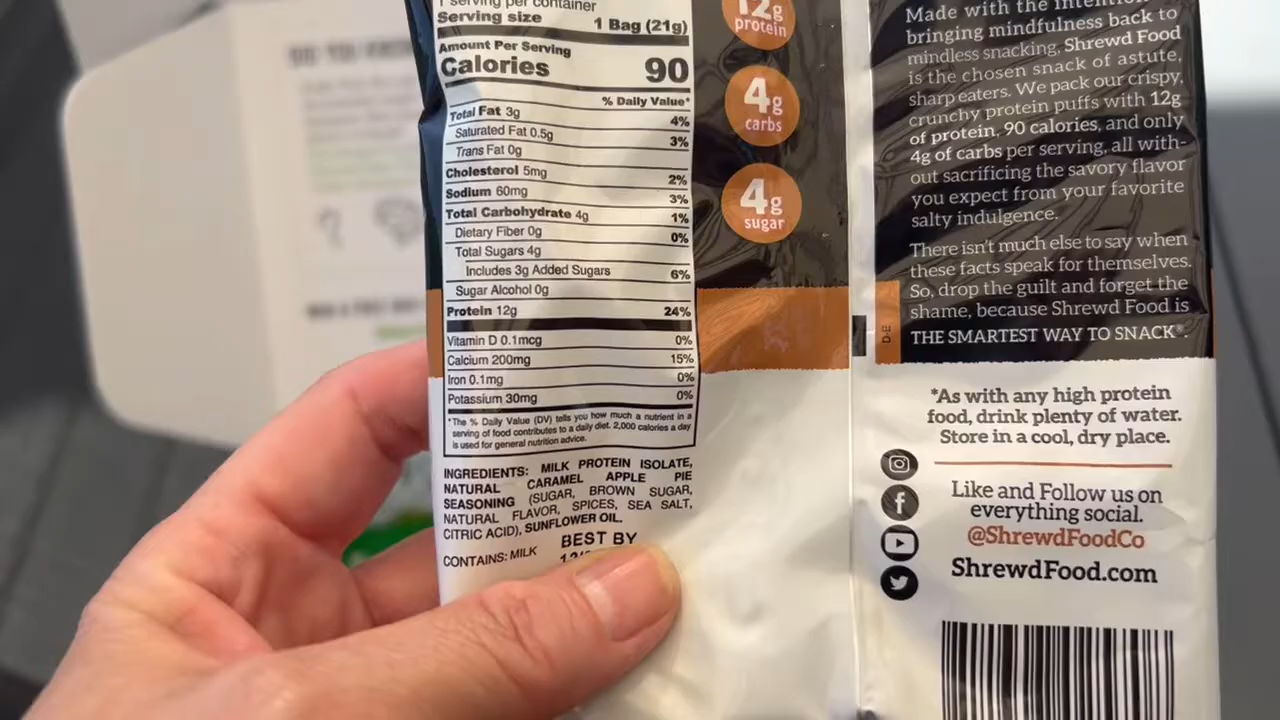 1 serving per container
Serving size 1 Bag (21g)
Amount Per Serving
Calories 90
% Daily Value*
Total Fat 3g 4%
Saturated Fat 0.5g 3%
Trans Fat 0g
Cholesterol 5mg 2%
Sodium 60mg 3%
Total Carbohydrate 4g 1%
Dietary Fiber 0g 0%
Total Sugars 4g
Includes 3g Added Sugars 6%
Sugar Alcohol 0g
Protein 12g 24%
Vitamin D 0.1mcg 0%
Calcium 200mg 15%
Iron 0.1mg 0%
Potassium 30mg 0%
*The % Daily Value (DV) tells you how much a nutrient in a
serving of food contributes to a daily diet. 2,000 calories a day
is used for general nutrition advice.
INGREDIENTS: MILK PROTEIN ISOLATE,
NATURAL CARAMEL APPLE PIE
SEASONING (SUGAR, BROWN SUGAR,
NATURAL FLAVOR, SPICES, SEA SALT,
CITRIC ACID), SUNFLOWER OIL.
CONTAINS: MILK
BEST BY
12g
protein
4g
carbs
4g
sugar
Made with the intention
bringing mindfulness back to
mindless snacking, Shrewd Food
is the chosen snack of astute,
sharp eaters. We pack our crispy,
crunchy protein puffs with 12g
of protein, 90 calories, and only
4g of carbs per serving, all with-
out sacrificing the savory flavor
you expect from your favorite
salty indulgence.
There isn't much else to say when
these facts speak for themselves.
So, drop the guilt and forget the
shame, because Shrewd Food is
THE SMARTEST WAY TO SNACK*.
D-E
*As with any high protein
food, drink plenty of water.
Store in a cool, dry place.
Like and Follow us on
everything social.
@ShrewdFoodCo
ShrewdFood.com